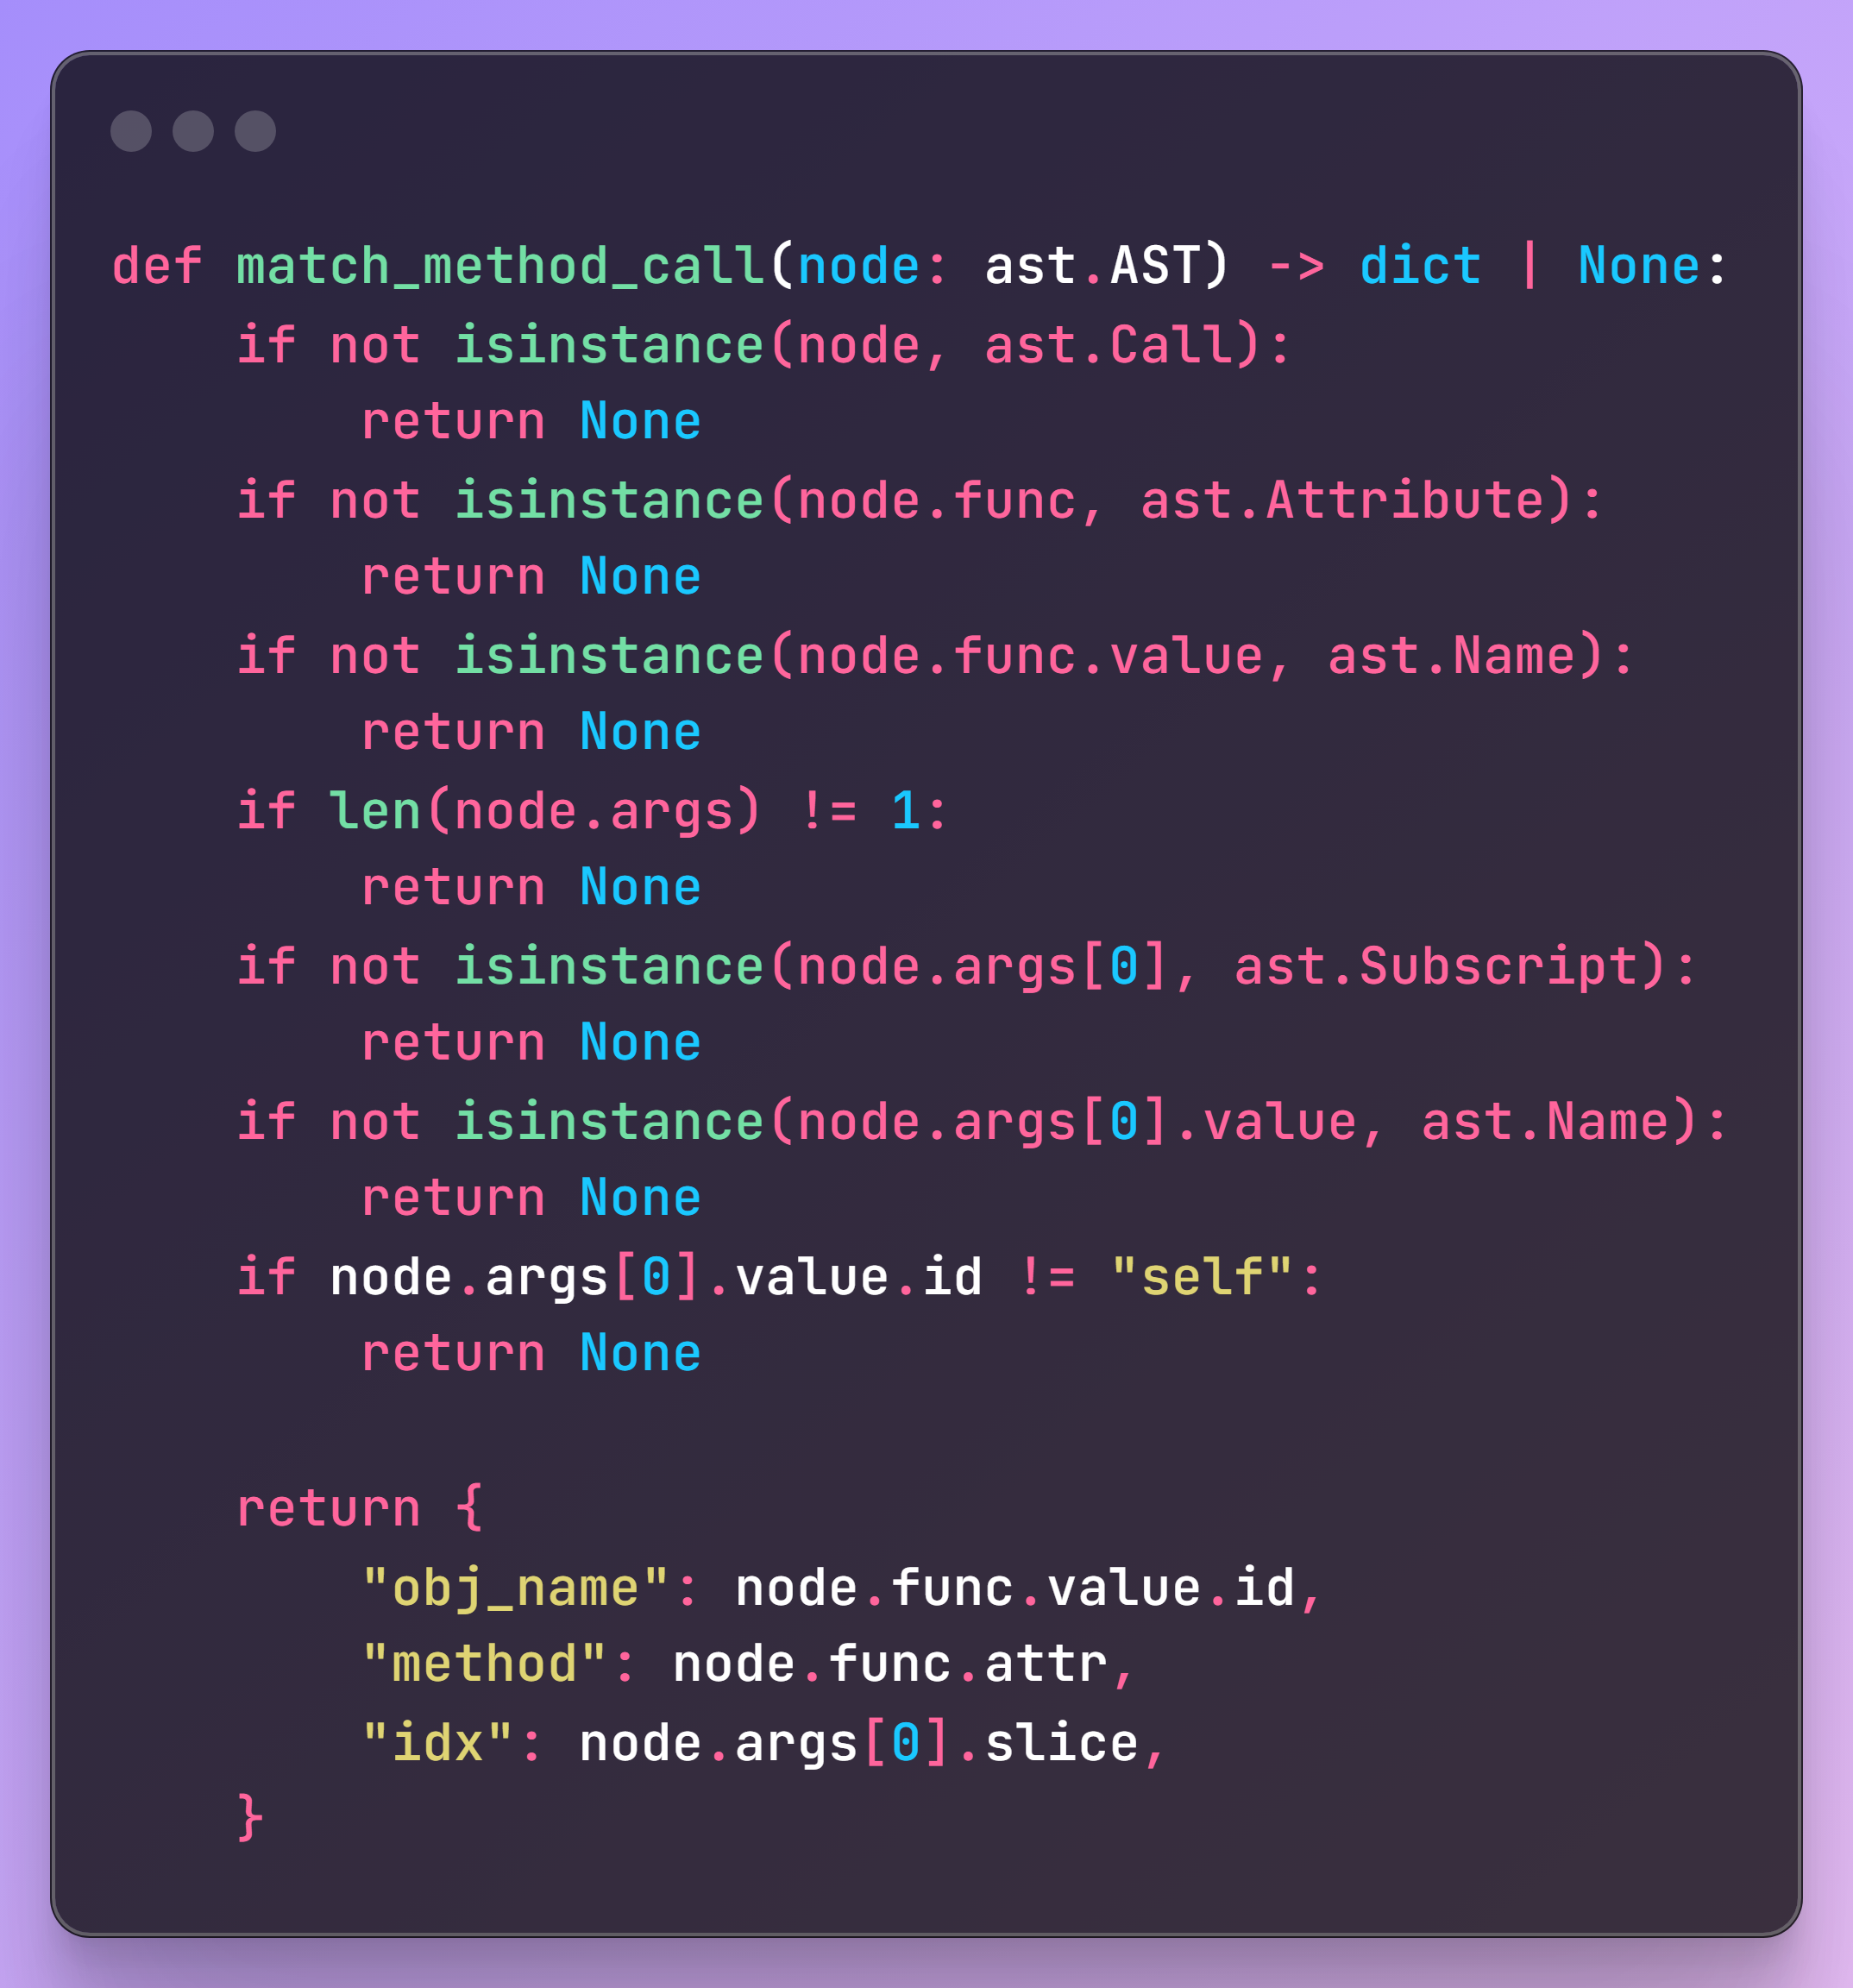 def match_method_call(node: ast.AST) -> dict | None:
    if not isinstance(node, ast.Call):
        return None
    if not isinstance(node.func, ast.Attribute):
        return None
    if not isinstance(node.func.value, ast.Name):
        return None
    if len(node.args) != 1:
        return None
    if not isinstance(node.args[0], ast.Subscript):
        return None
    if not isinstance(node.args[0].value, ast.Name):
        return None
    if node.args[0].value.id != "self":
        return None

    return {
        "obj_name": node.func.value.id,
        "method": node.func.attr,
        "idx": node.args[0].slice,
    }